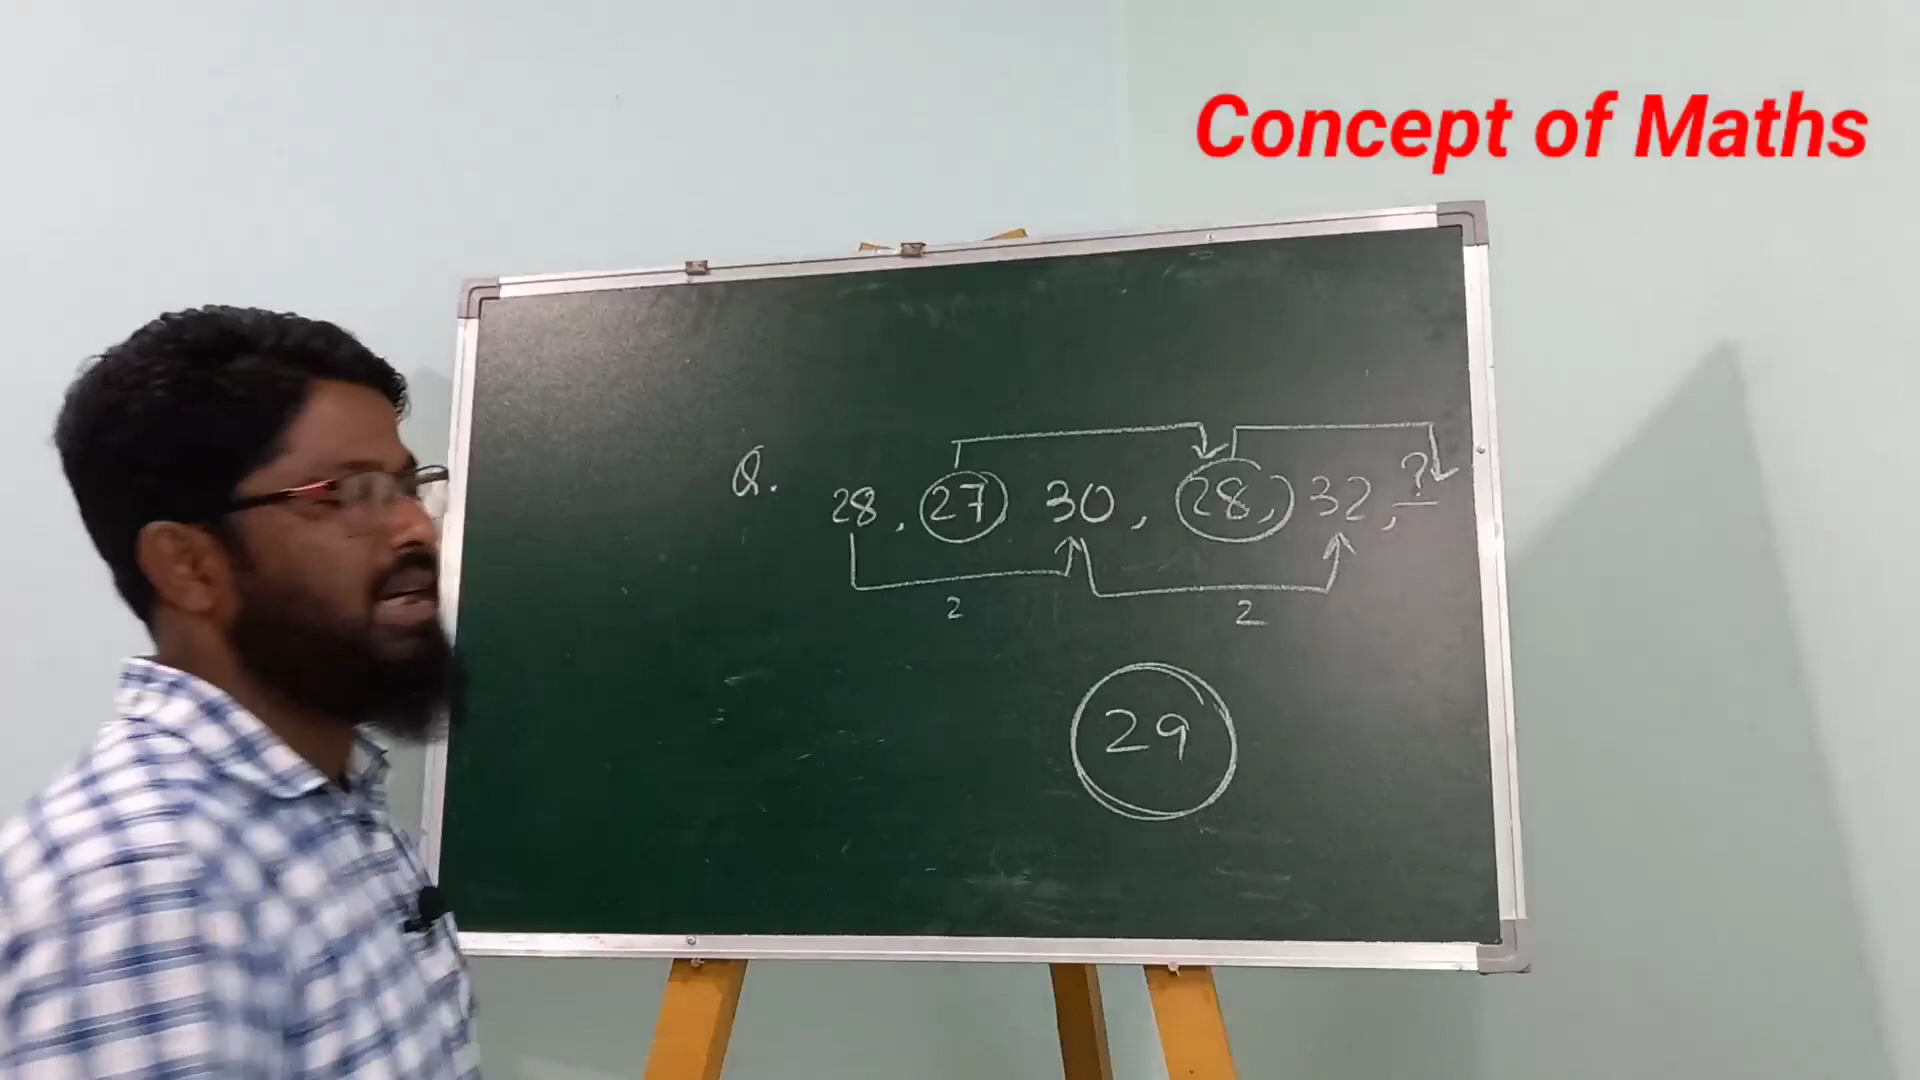 Concept of Maths
Q. 28, 27 30, 28, 32, ?
2 2
29